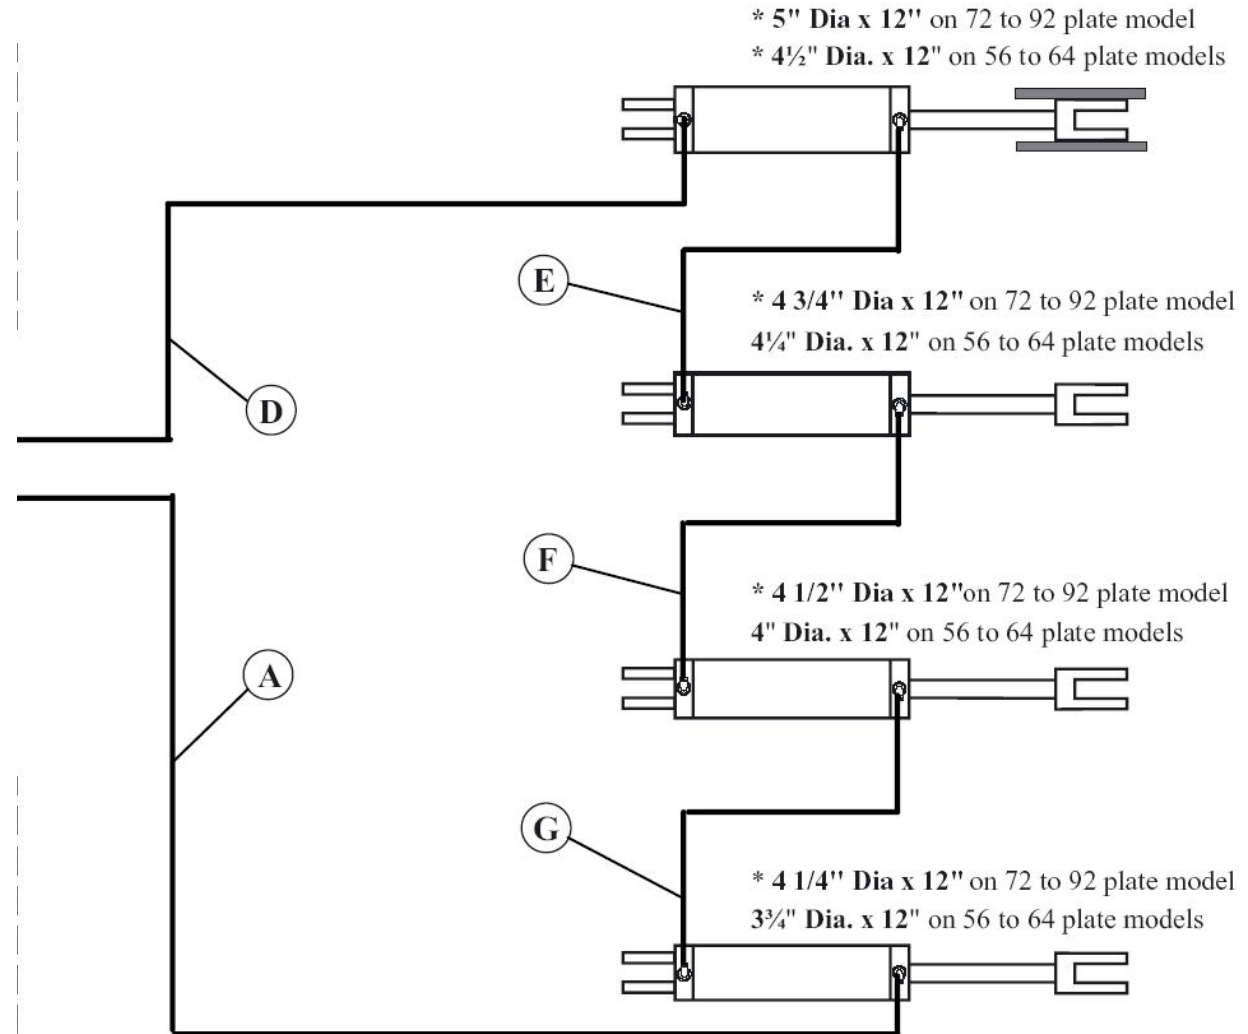 * 5" Dia x 12" on 72 to 92 plate model
* 4½" Dia. x 12" on 56 to 64 plate models
E
* 4 3/4" Dia x 12" on 72 to 92 plate model
4¼" Dia. x 12" on 56 to 64 plate models
D
F
* 4 1/2" Dia x 12"on 72 to 92 plate model
4" Dia. x 12" on 56 to 64 plate models
A
G
* 4 1/4" Dia x 12" on 72 to 92 plate model
3¾" Dia. x 12" on 56 to 64 plate models